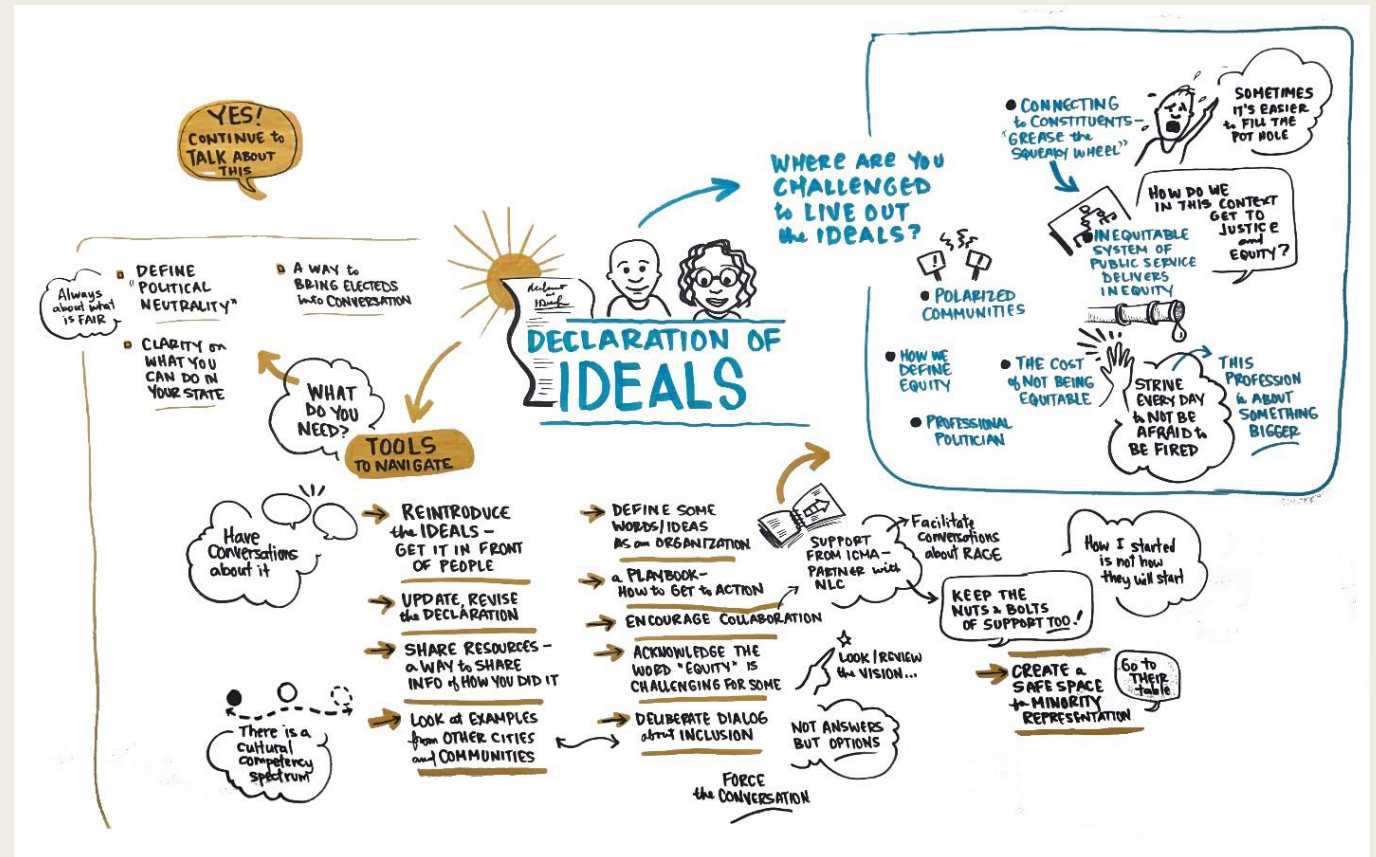 YES!
CONTINUE to
TALK ABOUT
THIS
Always
about what
is FAIR
DEFINE
"POLITICAL
NEUTRALITY"
CLARITY on
WHAT YOU
CAN DO IN
YOUR STATE
A WAY to
BRING ELECTEDS
into CONVERSATION
WHAT
DO YOU
NEED?
DECLARATION OF
IDEALS
WHERE ARE YOU
CHALLENGED
to LIVE OUT
the IDEALS?
CONNECTING
to CONSTITUENTS-
"GREASE the
SQUEAKY WHEEL"
SOMETIMES
IT'S EASIER
to FILL THE
POT HOLE
HOW DO WE
IN THIS CONTEXT
GET TO
JUSTICE
and
EQUITY?
INEQUITABLE
SYSTEM OF
PUBLIC SERVICE
DELIVERS
INEQUITY
POLARIZED
COMMUNITIES
HOW WE
DEFINE
EQUITY
THE COST
of NOT BEING
EQUITABLE
PROFESSIONAL
POLITICIAN
STRIVE
EVERY DAY
to NOT BE
AFRAID to
BE FIRED
THIS
PROFESSION
is ABOUT
SOMETHING
BIGGER
TOOLS
TO NAVIGATE
Have
Conversations
about it
REINTRODUCE
the IDEALS-
GET IT IN FRONT
OF PEOPLE
UPDATE, REVISE
the DECLARATION
SHARE RESOURCES-
a WAY to SHARE
INFO of HOW YOU DID IT
LOOK at EXAMPLES
from OTHER CITIES
and COMMUNITIES
There is a
cultural
competency
spectrum
DEFINE SOME
WORDS/IDEAS
AS an ORGANIZATION
a PLAYBOOK-
HOW to GET to ACTION
ENCOURAGE COLLABORATION
ACKNOWLEDGE THE
WORD "EQUITY" IS
CHALLENGING FOR SOME
DELIBERATE DIALOG
about INCLUSION
FORCE
the CONVERSATION
SUPPORT
FROM ICMA-
PARTNER with
NLC
Facilitate
conversations
about RACE
LOOK/REVIEW
the VISION...
NOT ANSWERS
BUT OPTIONS
KEEP THE
NUTS & BOLTS
OF SUPPORT TOO!
How I started
is not how
they will start
CREATE a
SAFE SPACE
to MINORITY
REPRESENTATION
Go to
THEIR
table